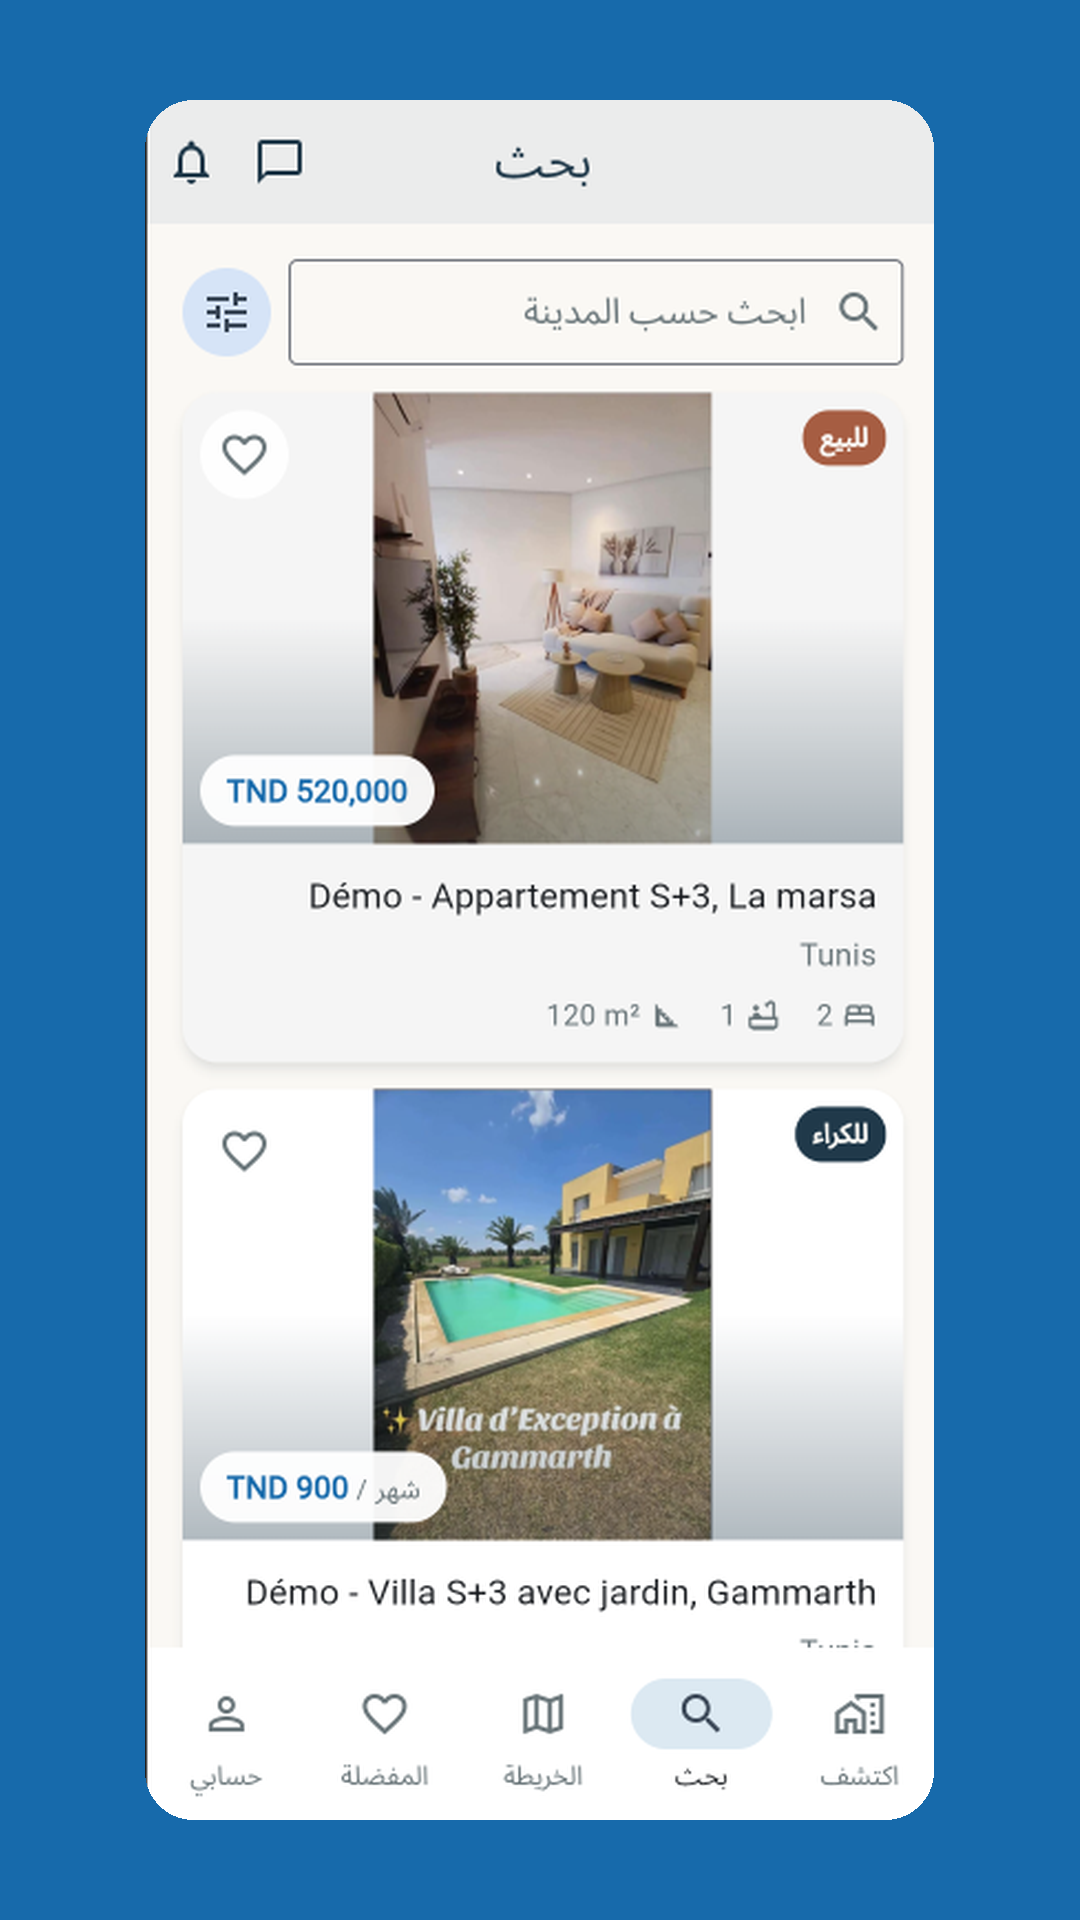 بحث
ابحث حسب المدينة
للبيع
TND 520,000
Démo - Appartement S+3, La marsa
Tunis
2 1 120 m²
للكراء
✨ Villa d'Exception à
Gammarth
TND 900 / شهر
Démo - Villa S+3 avec jardin, Gammarth
Tunis
اكتشف بحث الخريطة المفضلة حسابي